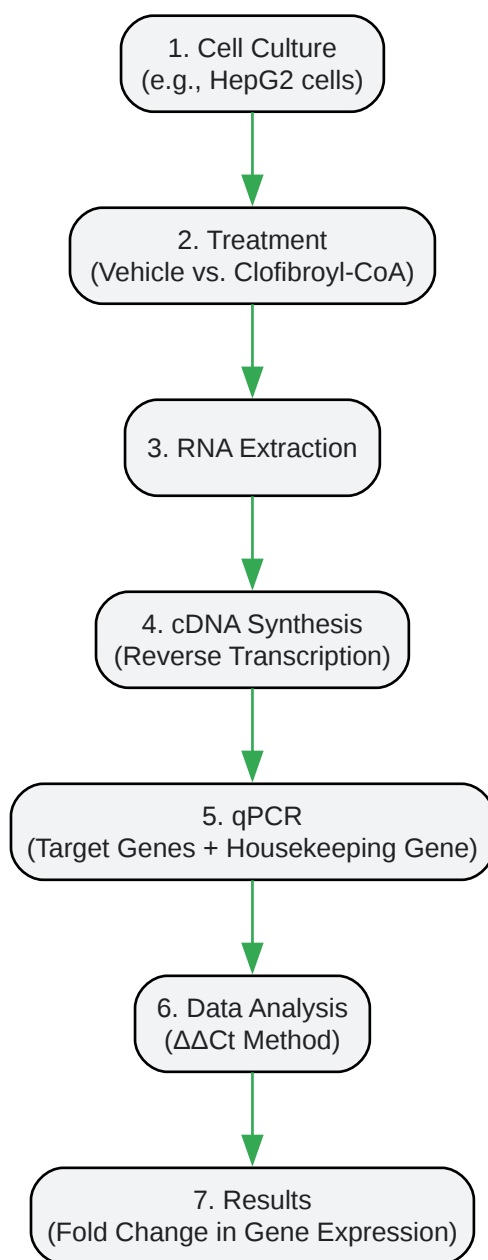 1. Cell Culture
(e.g., HepG2 cells)
2. Treatment
(Vehicle vs. Clofibroyl-CoA)
3. RNA Extraction
4. cDNA Synthesis
(Reverse Transcription)
5. qPCR
(Target Genes + Housekeeping Gene)
6. Data Analysis
(ΔΔCt Method)
7. Results
(Fold Change in Gene Expression)